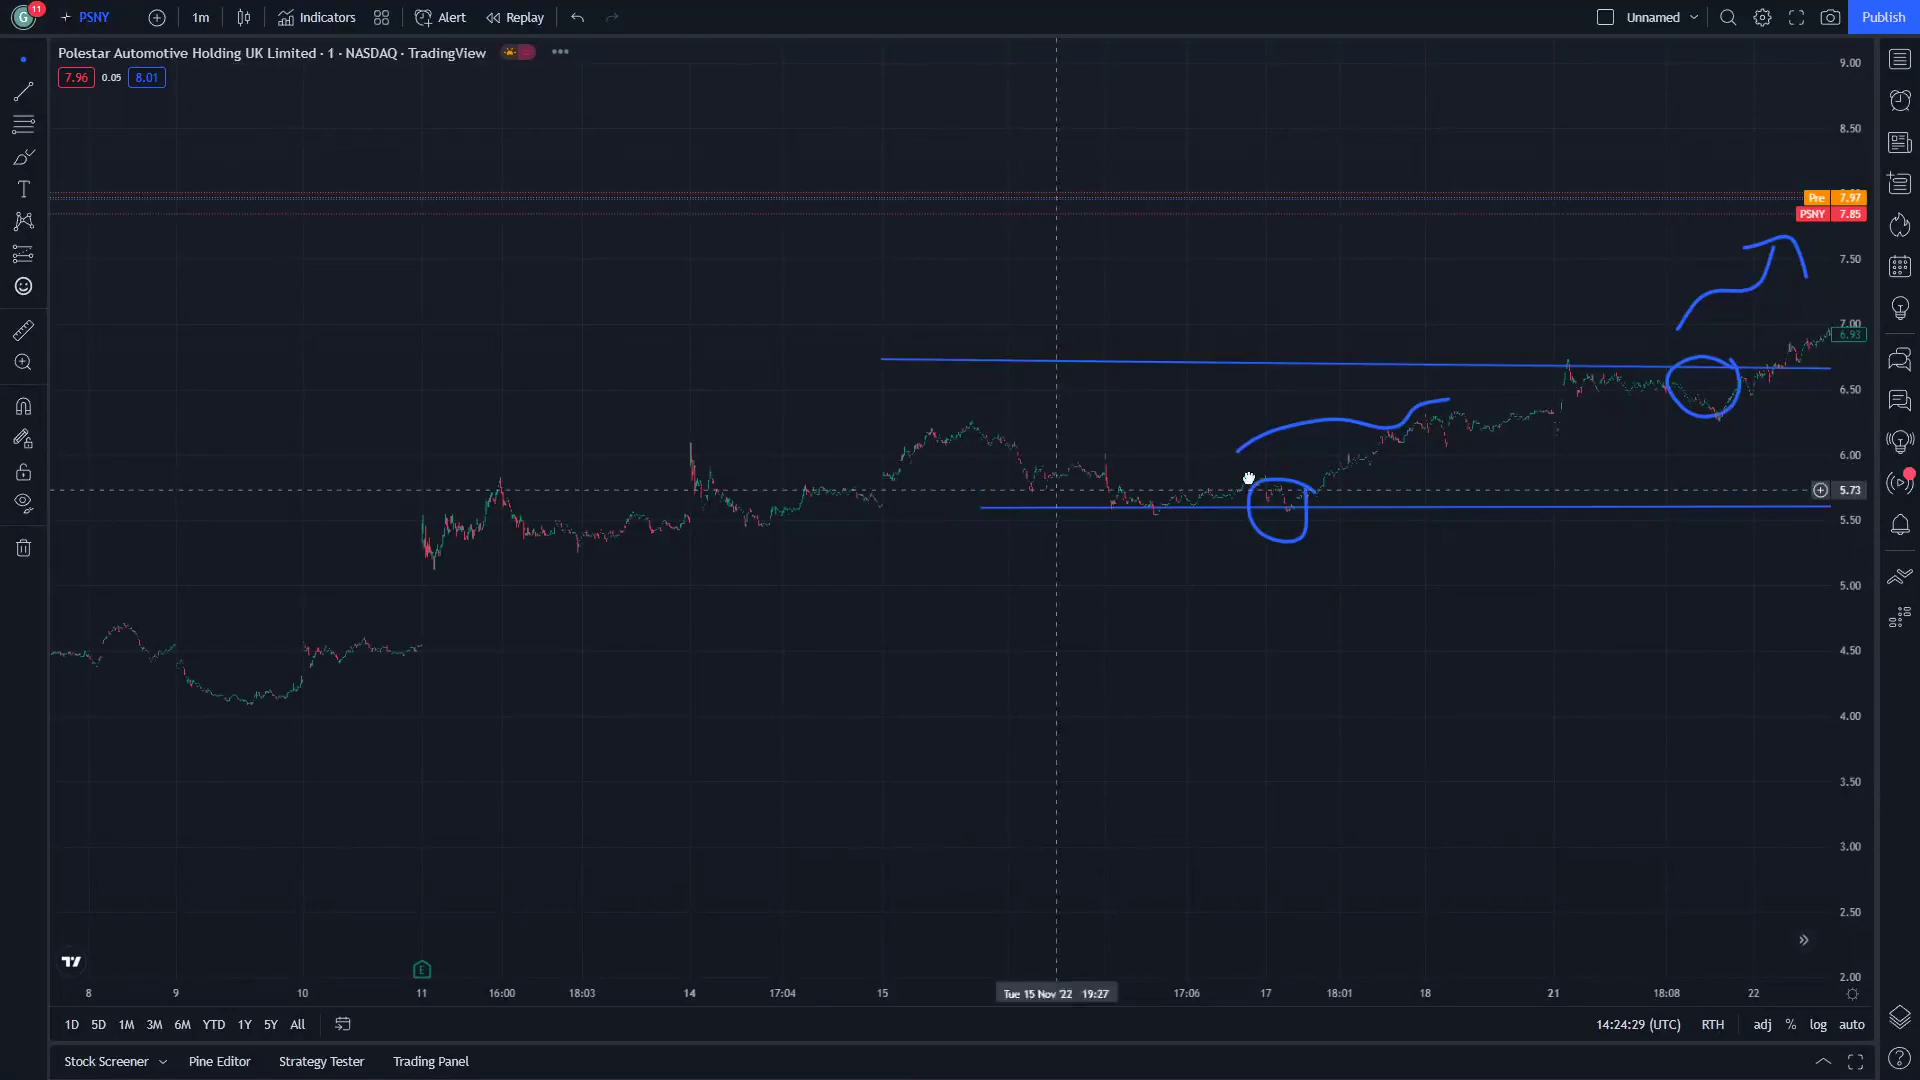 G 11 PSNY 1m Indicators Alert Replay Unnamed Publish
Polestar Automotive Holding UK Limited · 1 · NASDAQ · TradingView
7.96 0.05 8.01
9.00
8.50
Pre 7.97
PSNY 7.85
7.50
7.00
6.93
6.50
6.00
5.73
5.50
5.00
4.50
4.00
3.50
3.00
2.50
2.00
E
8 9 10 11 16:00 18:03 14 17:04 15 Tue 15 Nov '22 19:27 17:06 17 18:01 18 21 18:08 22
1D 5D 1M 3M 6M YTD 1Y 5Y All 14:24:29 (UTC) RTH adj % log auto
Stock Screener Pine Editor Strategy Tester Trading Panel